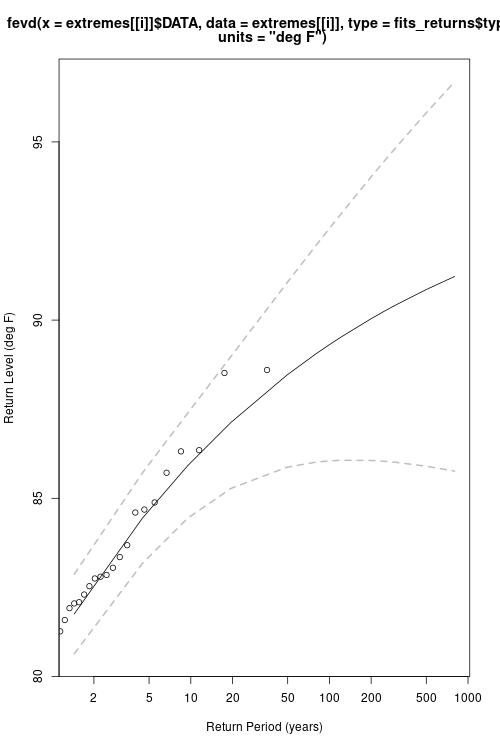 fevd(x = extremes[[i]]$DATA, data = extremes[[i]], type = fits_returns$typ
units = "deg F")
95
90
85
80
Return Level (deg F)
2 5 10 20 50 100 200 500 1000
Return Period (years)